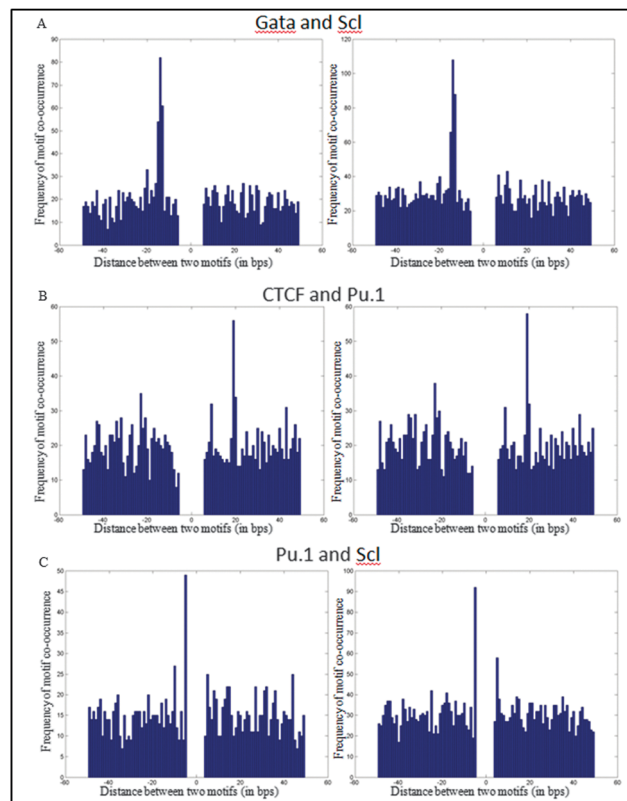 A
Gata and Scl
90
80
70
60
50
40
30
20
10
0
-60 -40 -20 0 20 40 60
Frequency of motif co-occurrence
Distance between two motifs (in bps)
120
100
80
60
40
20
0
-60 -40 -20 0 20 40 60
Frequency of motif co-occurrence
Distance between two motifs (in bps)
B
CTCF and Pu.1
60
50
40
30
20
10
0
-60 -40 -20 0 20 40 60
Frequency of motif co-occurrence
Distance between two motifs (in bps)
60
50
40
30
20
10
0
-60 -40 -20 0 20 40 60
Frequency of motif co-occurrence
Distance between two motifs (in bps)
C
Pu.1 and Scl
50
45
40
35
30
25
20
15
10
5
0
-60 -40 -20 0 20 40 60
Frequency of motif co-occurrence
Distance between two motifs (in bps)
100
90
80
70
60
50
40
30
20
10
0
-60 -40 -20 0 20 40 60
Frequency of motif co-occurrence
Distance between two motifs (in bps)